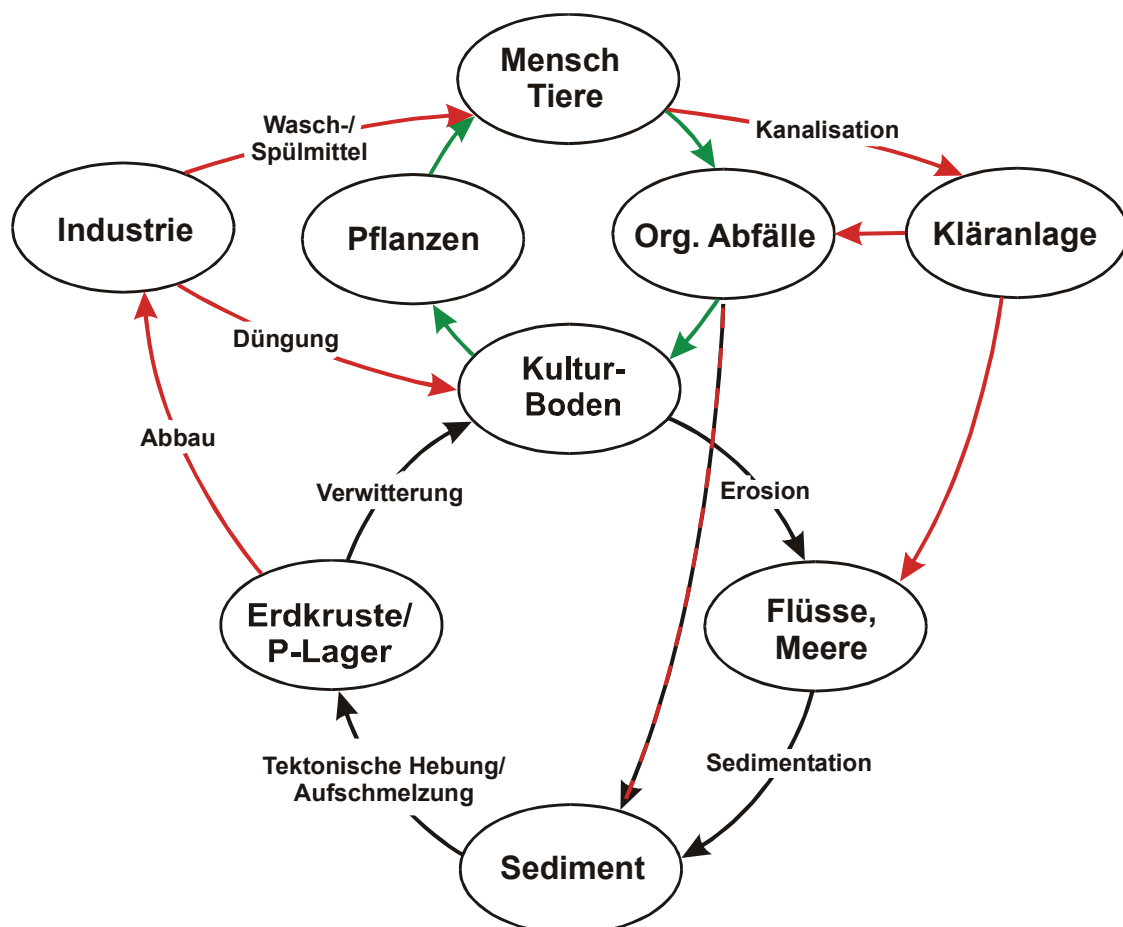 Mensch
Tiere
Wasch-/
Spülmittel
Kanalisation
Industrie
Pflanzen
Org. Abfälle
Kläranlage
Düngung
Kultur-
Boden
Abbau
Verwitterung
Erosion
Erdkruste/
P-Lager
Flüsse,
Meere
Tektonische Hebung/
Aufschmelzung
Sedimentation
Sediment